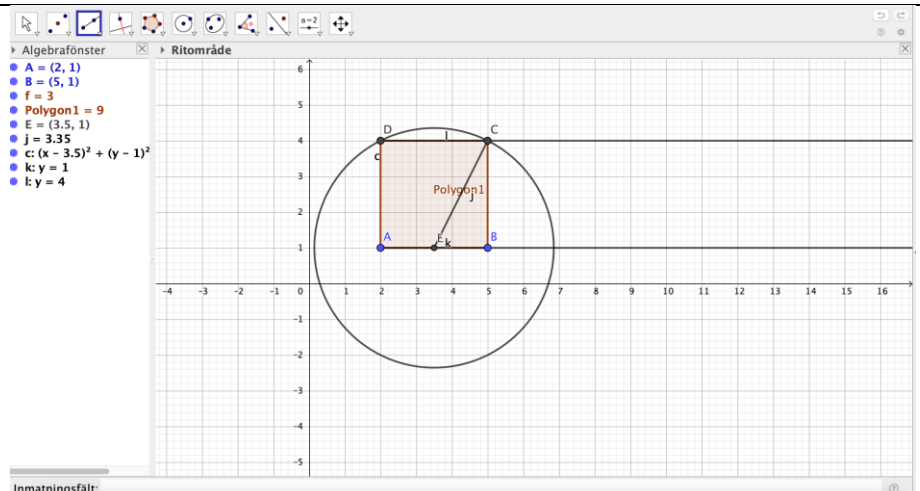 a=2
Algebrafönster
Ritområde
A = (2, 1)
B = (5, 1)
f = 3
Polygon1 = 9
E = (3.5, 1)
j = 3.35
c: (x − 3.5)² + (y − 1)²
k: y = 1
l: y = 4
6
5
4
3
2
1
0
-1
-2
-3
-4
-5
-4 -3 -2 -1 0 1 2 3 4 5 6 7 8 9 10 11 12 13 14 15 16
D
C
l
c
Polygon1
j
A
E
k
B
Inmatningsfält: